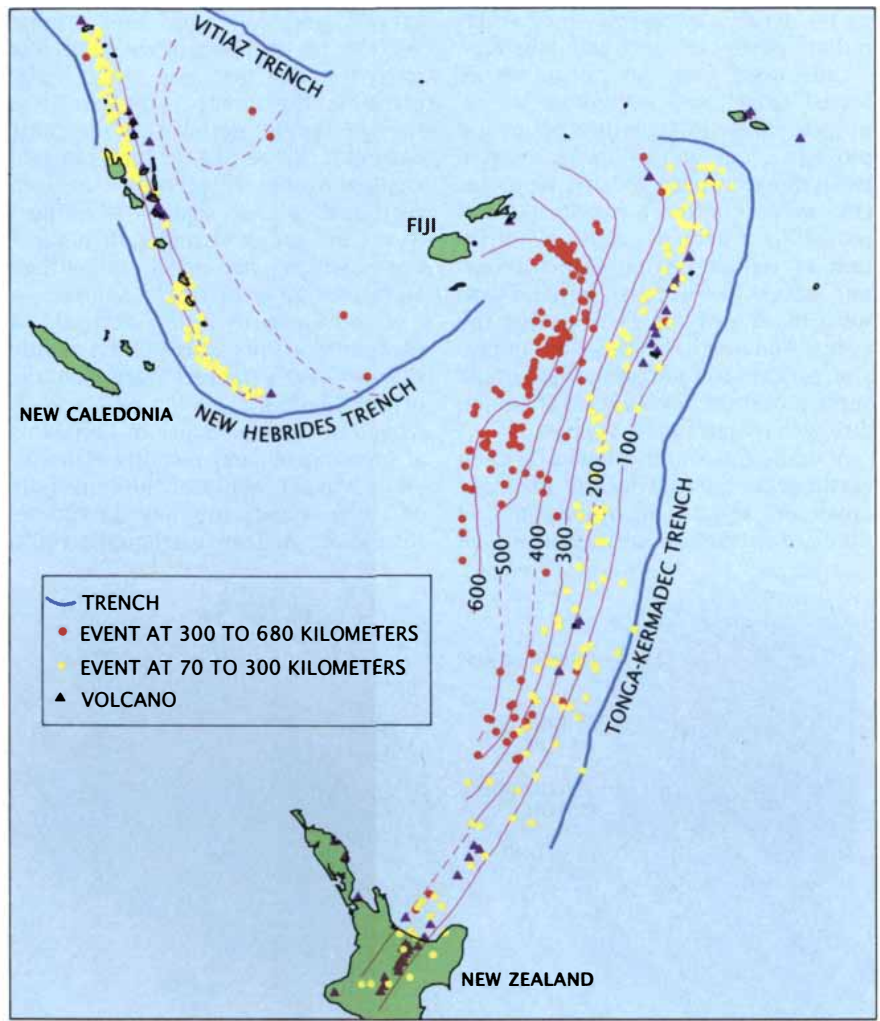 VITIAZ TRENCH
FIJI
NEW CALEDONIA
NEW HEBRIDES TRENCH
100
200
300
400
500
600
TONGA-KERMADEC TRENCH
TRENCH
EVENT AT 300 TO 680 KILOMETERS
EVENT AT 70 TO 300 KILOMETERS
VOLCANO
NEW ZEALAND